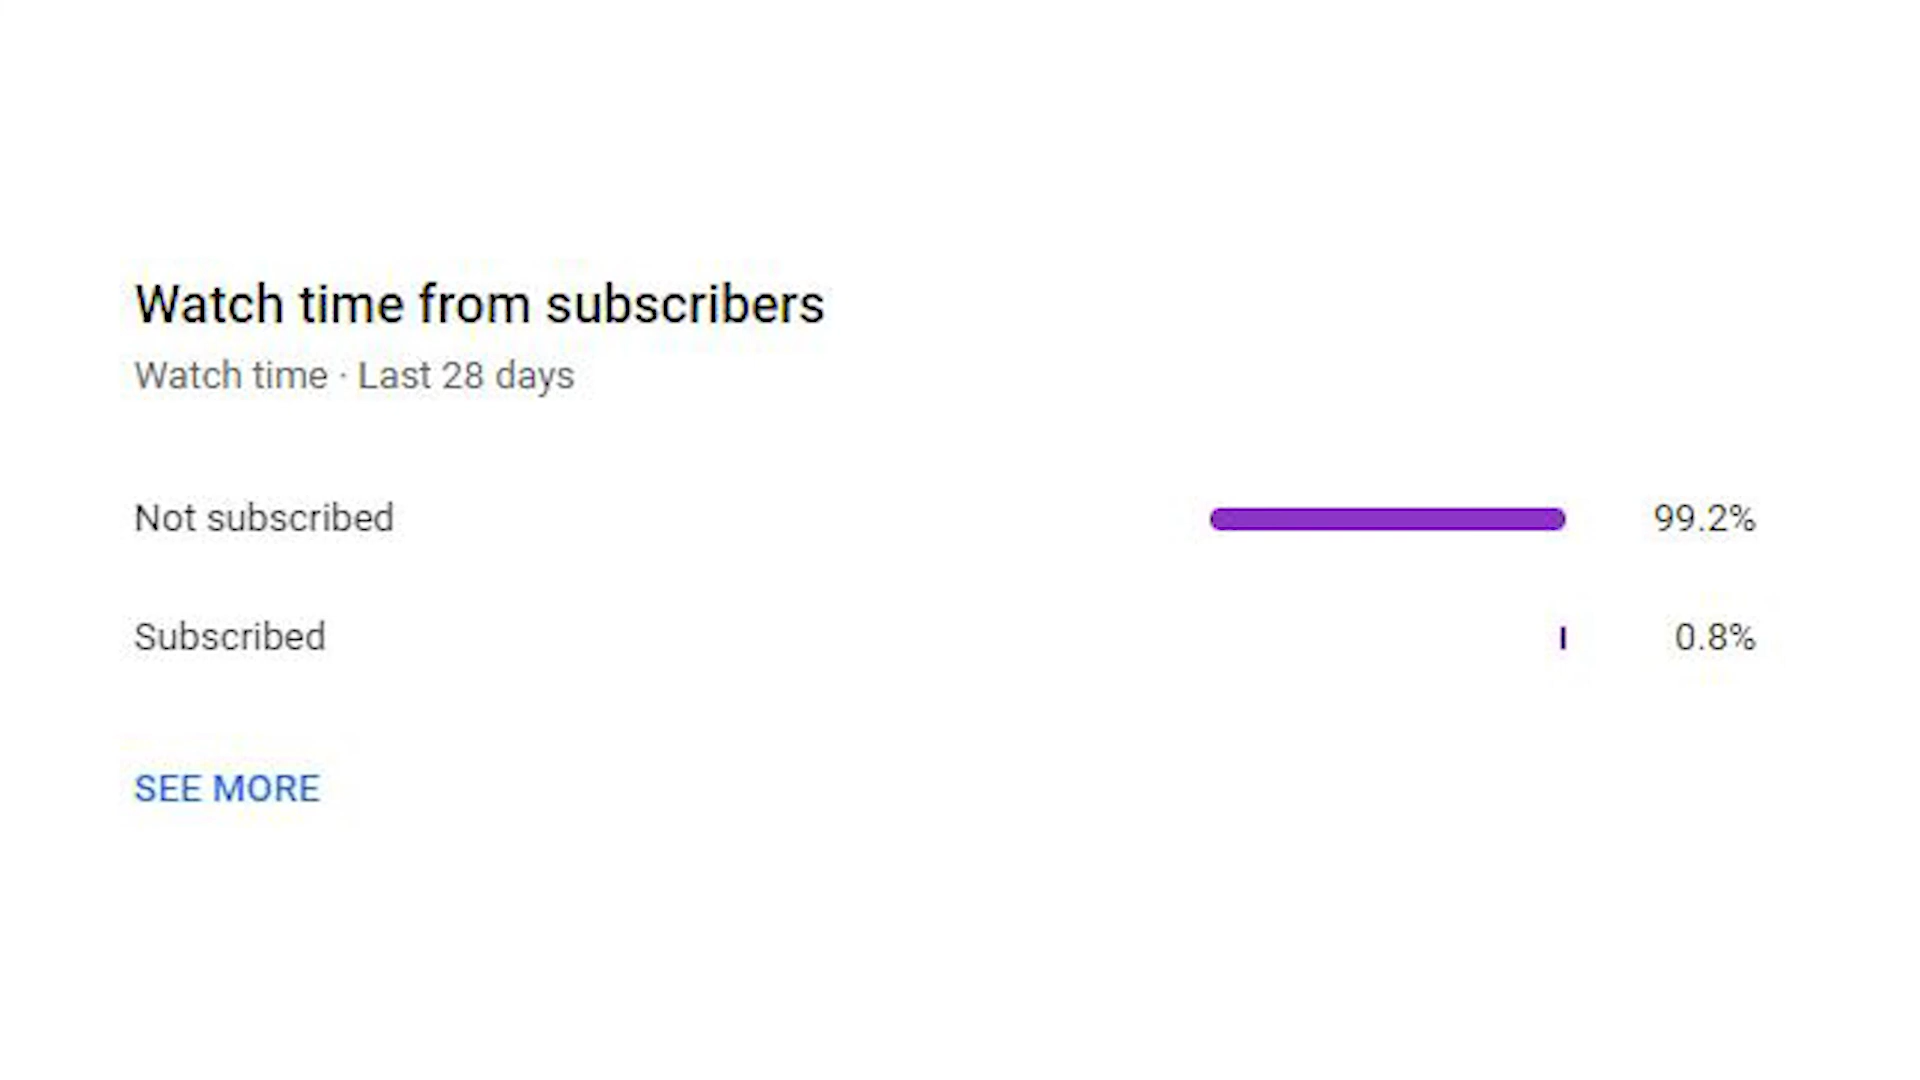 Watch time from subscribers
Watch time · Last 28 days
Not subscribed 99.2%
Subscribed 0.8%
SEE MORE